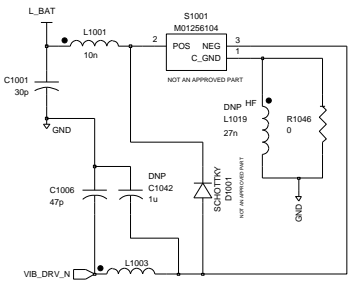 L_BAT
S1001
M01256104
L1001
10n
2
POS
NEG
3
C_GND
1
NOT AN APPROVED PART
C1001
30p
GND
DNP
HF
L1019
27n
R1046
0
DNP
C1006
47p
C1042
1u
SCHOTTKY
D1001
NOT AN APPROVED PART
GND
VIB_DRV_N
L1003